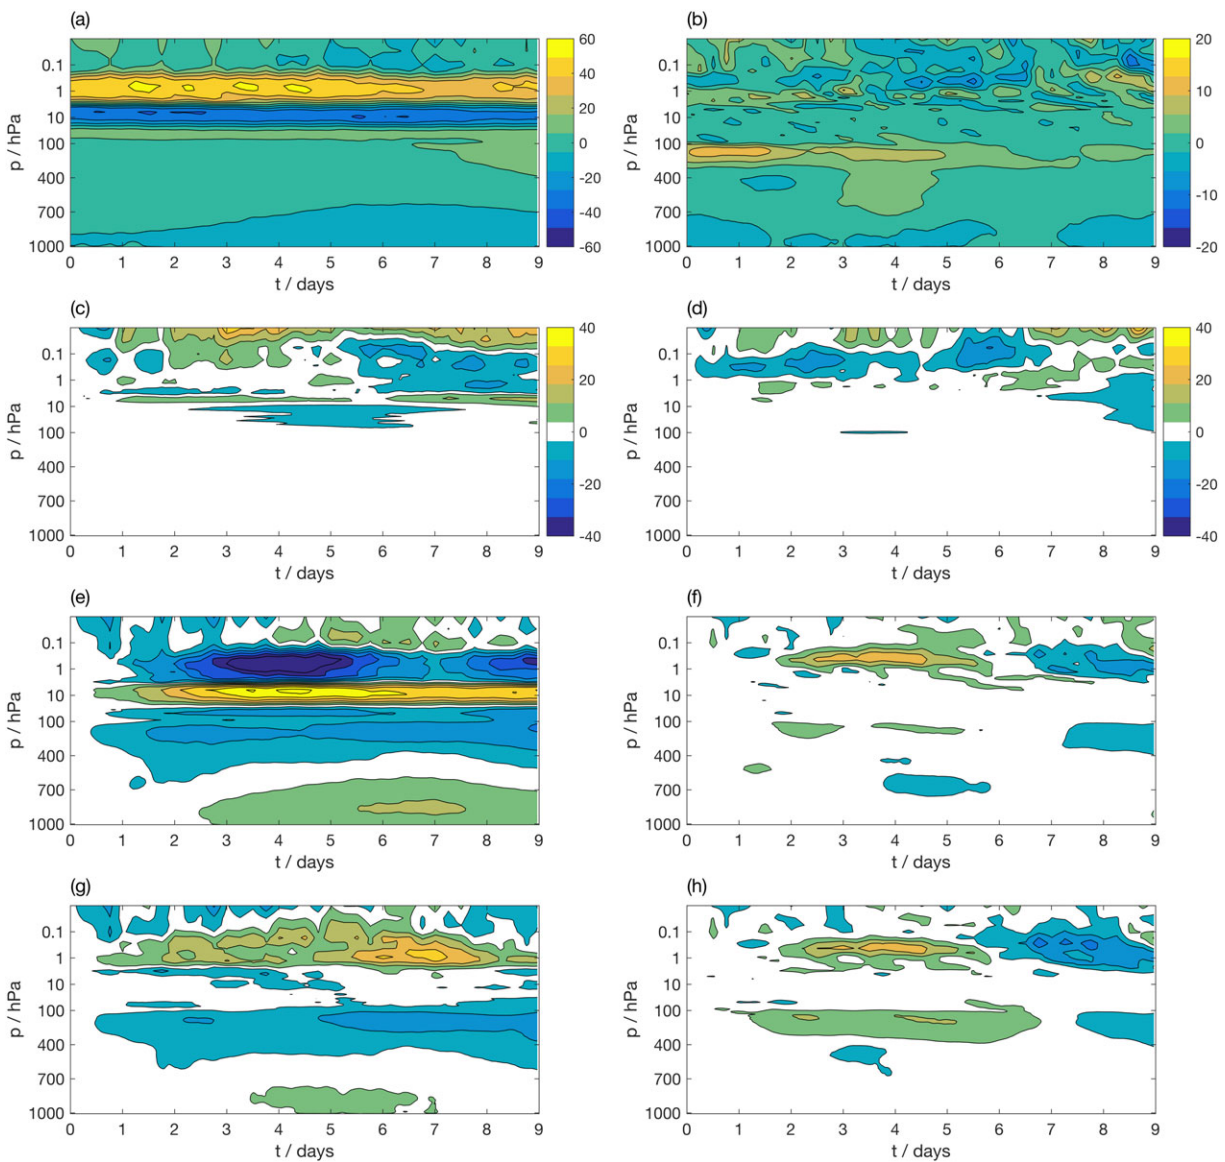 (a) (b)
0.1 1 10 100 400 700 1000
p / hPa
0 1 2 3 4 5 6 7 8 9
t / days
60 40 20 0 -20 -40 -60
0.1 1 10 100 400 700 1000
p / hPa
0 1 2 3 4 5 6 7 8 9
t / days
20 10 0 -10 -20
(c) (d)
0.1 1 10 100 400 700 1000
p / hPa
0 1 2 3 4 5 6 7 8 9
t / days
40 20 0 -20 -40
0.1 1 10 100 400 700 1000
p / hPa
0 1 2 3 4 5 6 7 8 9
t / days
40 20 0 -20 -40
(e) (f)
0.1 1 10 100 400 700 1000
p / hPa
0 1 2 3 4 5 6 7 8 9
t / days
0.1 1 10 100 400 700 1000
p / hPa
0 1 2 3 4 5 6 7 8 9
t / days
(g) (h)
0.1 1 10 100 400 700 1000
p / hPa
0 1 2 3 4 5 6 7 8 9
t / days
0.1 1 10 100 400 700 1000
p / hPa
0 1 2 3 4 5 6 7 8 9
t / days